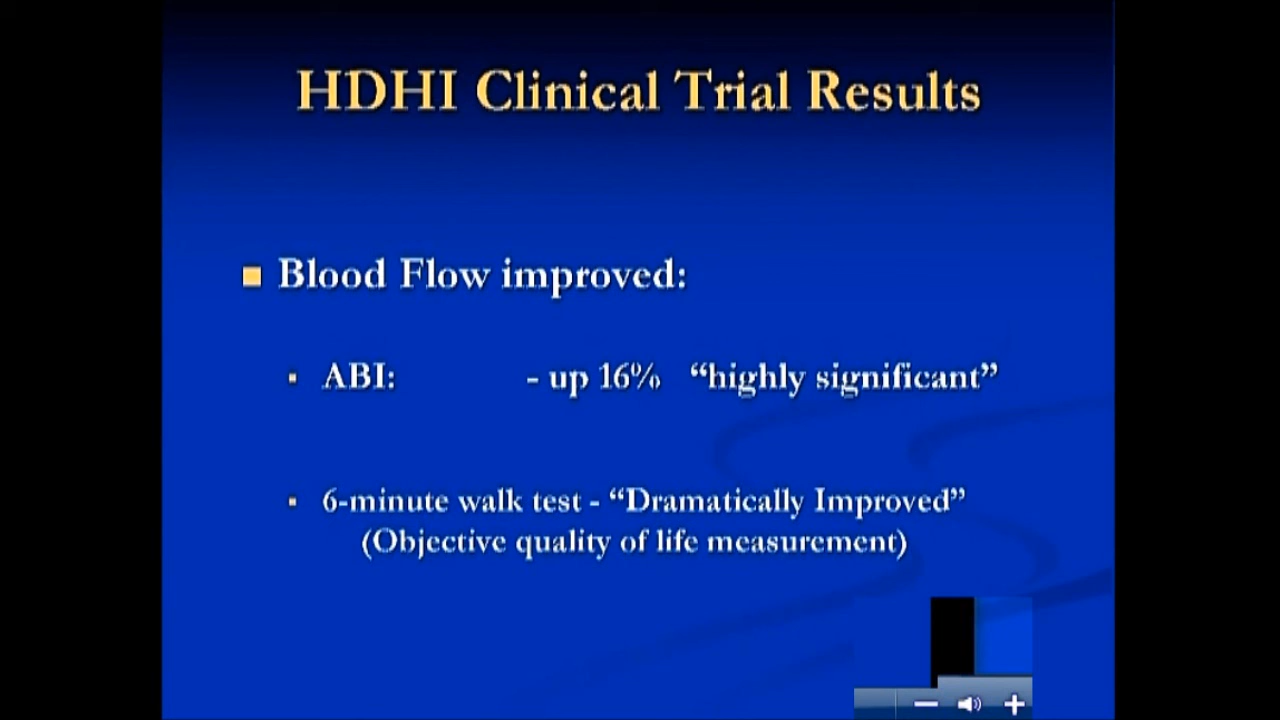 HDHI Clinical Trial Results
Blood Flow improved:
ABI: - up 16% “highly significant”
6-minute walk test - “Dramatically Improved”
(Objective quality of life measurement)